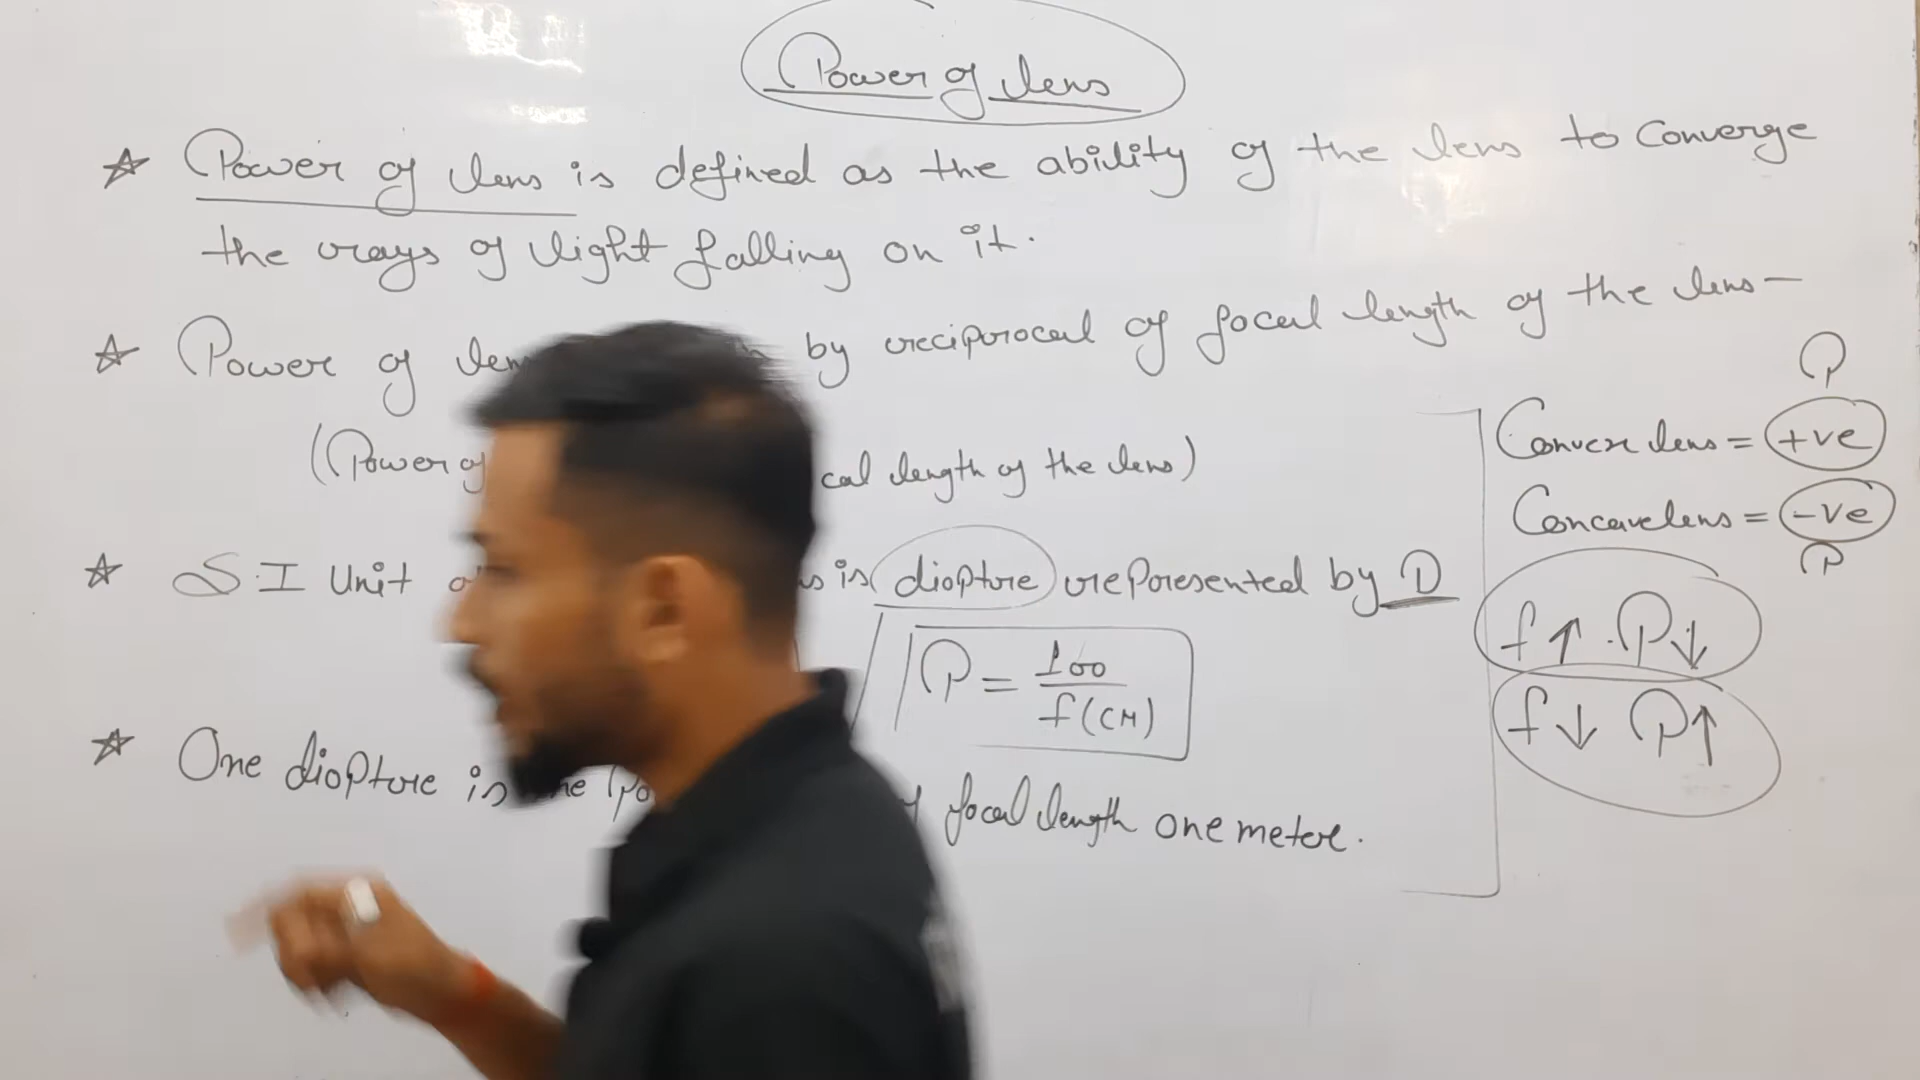 Power of lens
☆ Power of lens is defined as the ability of the lens to converge
the rays of light falling on it.
☆ Power of len by reciprocal of focal length of the lens—
(Power of cal length of the lens)
☆ S.I Unit is dioptre represented by D
P = 100 / f(CM)
☆ One dioptre is focal length one meter.
P
Convex lens = +ve
Concave lens = -ve
P
f↑ P↓
f↓ P↑